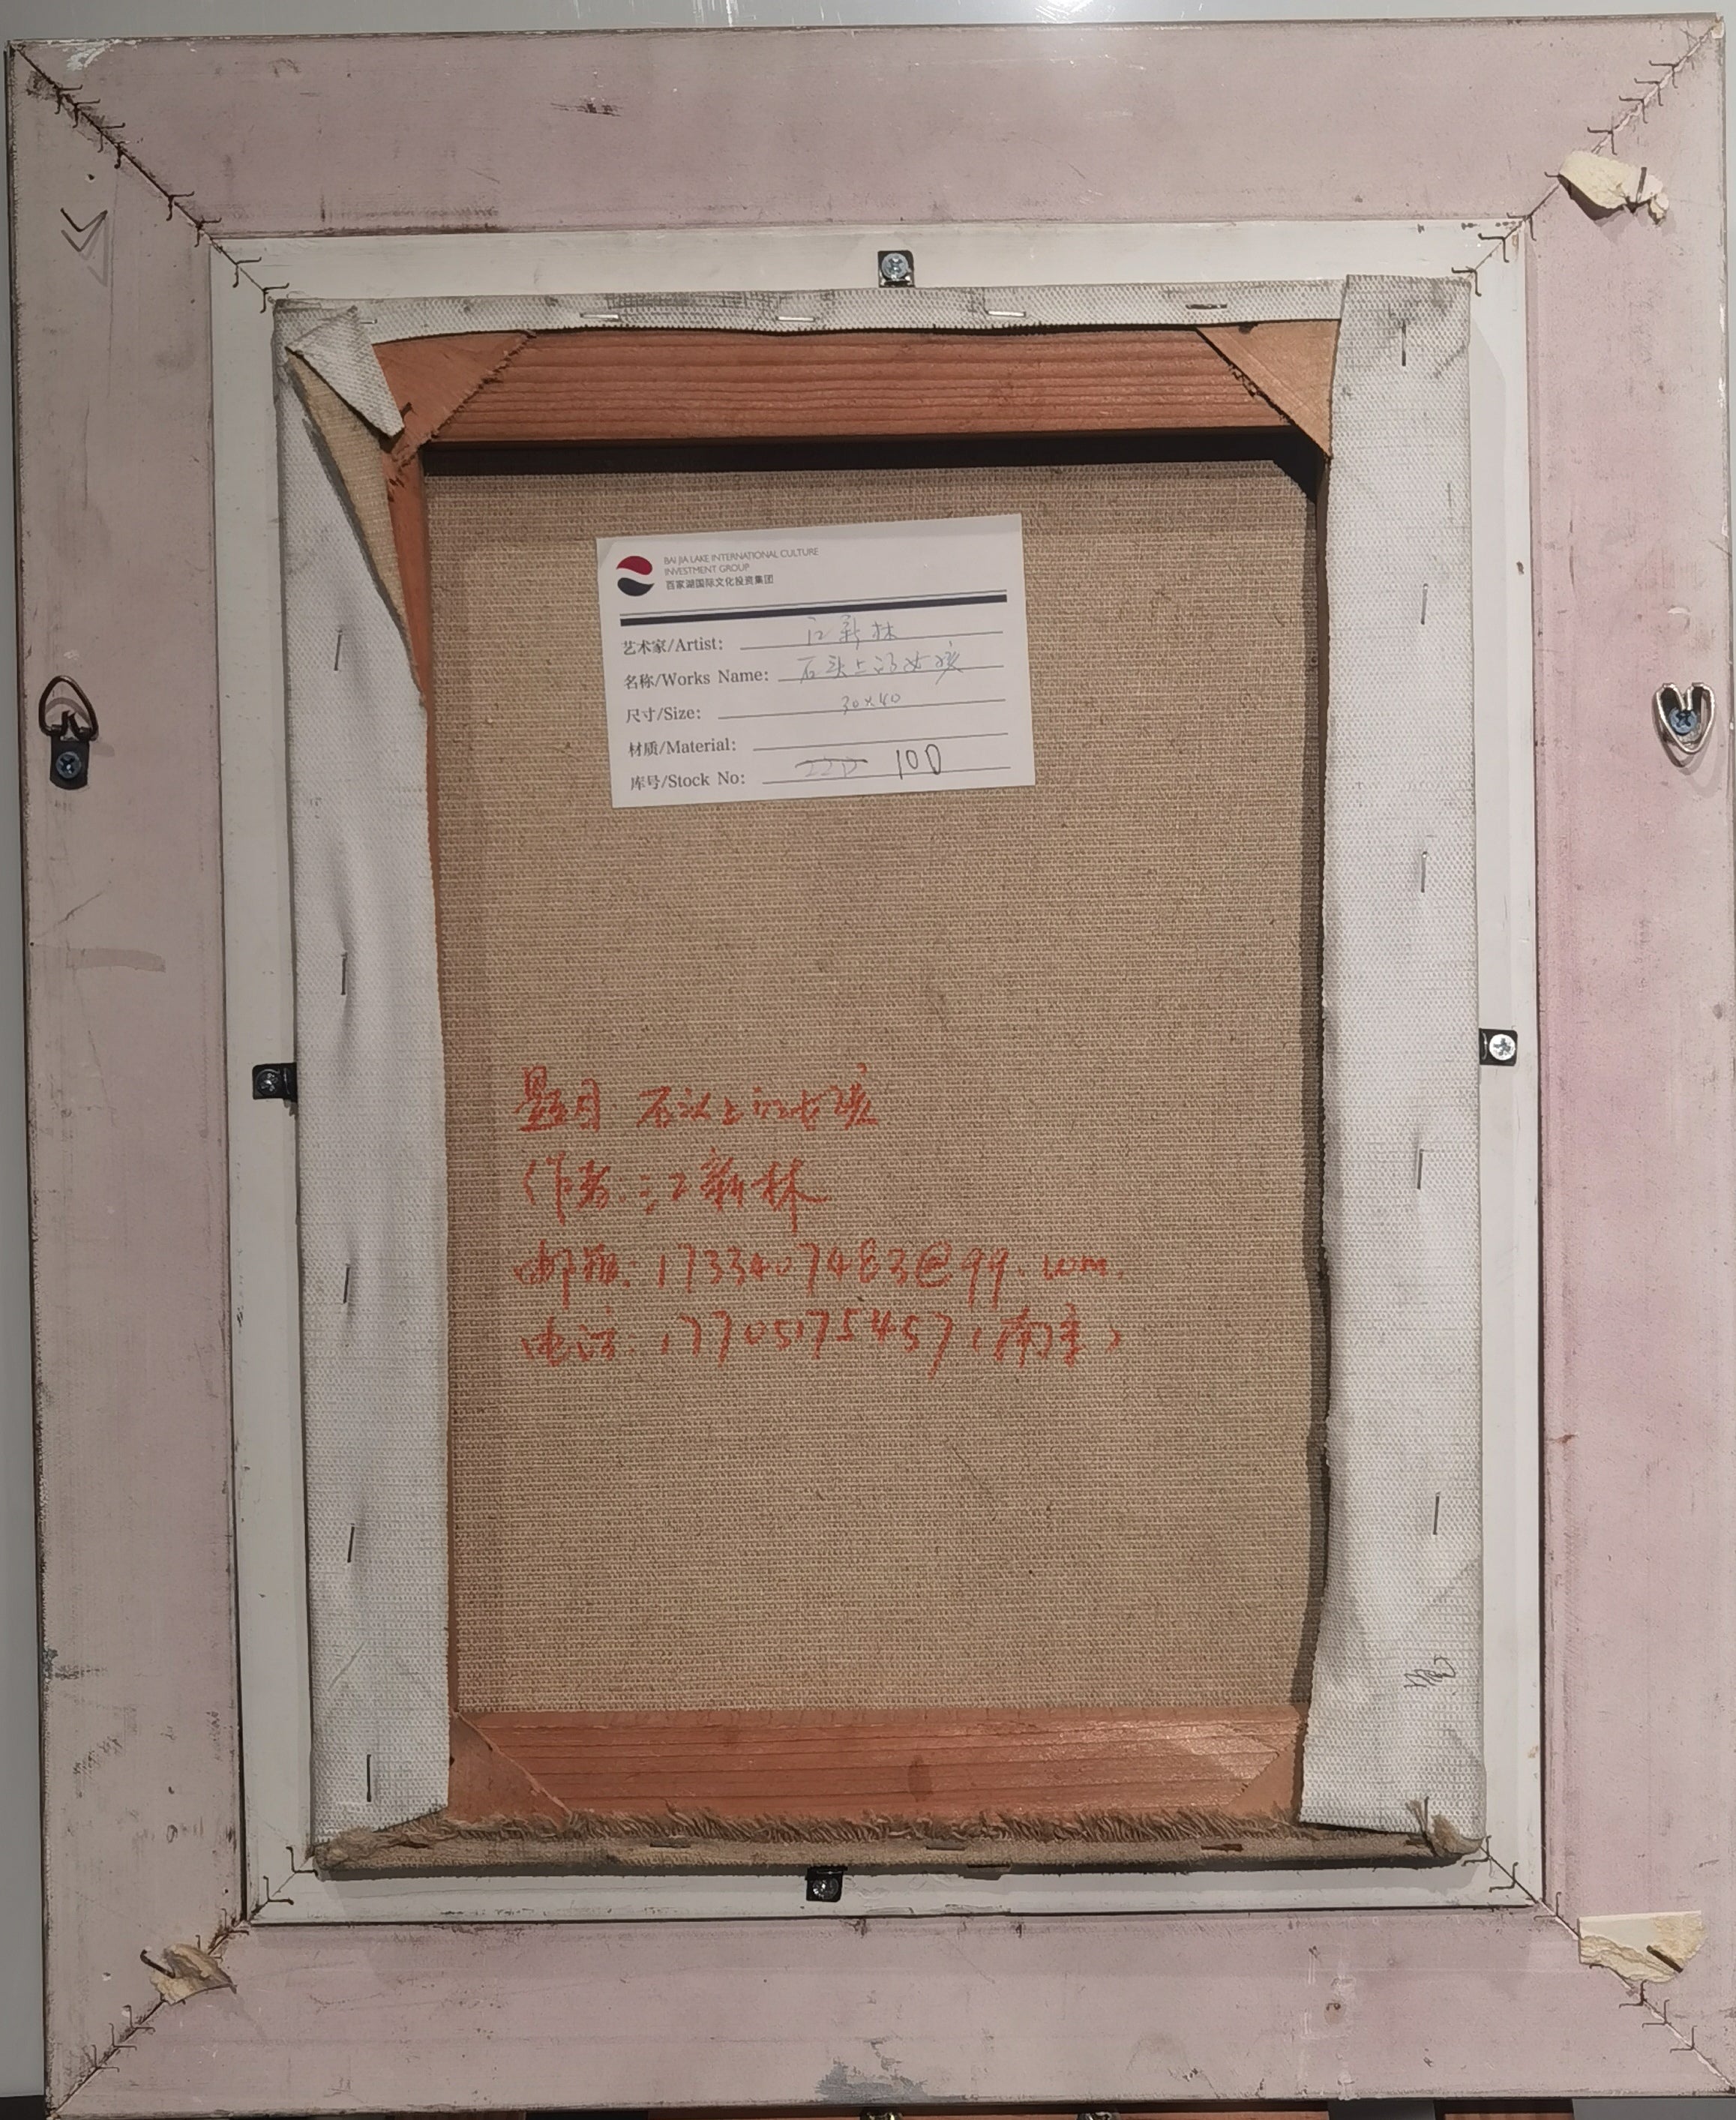 BAI JIA LAKE INTERNATIONAL CULTURE
INVESTMENT GROUP
百家湖国际文化投资集团
艺术家/Artist: 江新林
名称/Works Name: 石头上的女孩
尺寸/Size: 30×40
材质/Material:
库号/Stock No: 100
题目 石头上的女孩
作者:江新林
邮箱:1733407483@qq.com.
电话:17705175457(南京)